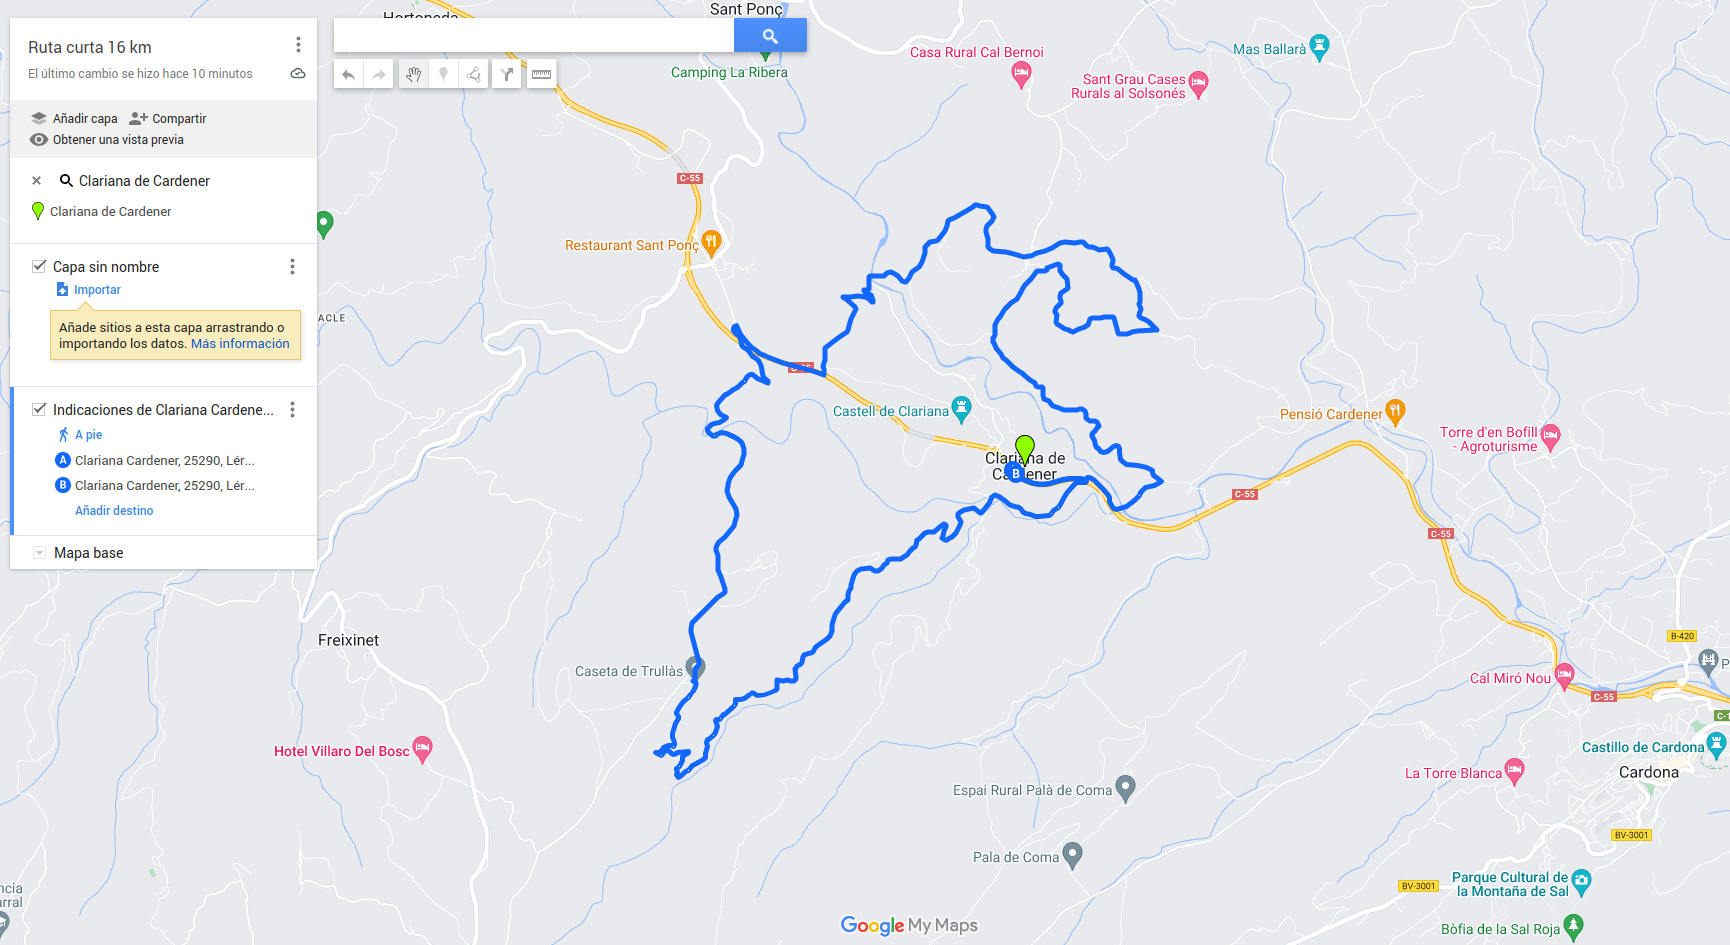 Ruta curta 16 km
El último cambio se hizo hace 10 minutos
Añadir capa
Compartir
Obtener una vista previa
Clariana de Cardener
Clariana de Cardener
Capa sin nombre
Importar
Añade sitios a esta capa arrastrando o
importando los datos. Más información
Indicaciones de Clariana Cardene...
A pie
A Clariana Cardener, 25290, Lér...
B Clariana Cardener, 25290, Lér...
Añadir destino
Mapa base
Sant Ponç
Camping La Ribera
Casa Rural Cal Bernoi
Sant Grau Cases
Rurals al Solsonés
Mas Ballarà
C-55
Restaurant Sant Ponç
Castell de Clariana
Clariana de
Cardener
B
Pensió Cardener
Torre d'en Bofill
- Agroturisme
C-55
C-55
Freixinet
Caseta de Trullàs
B-420
Cal Miró Nou
C-55
Hotel Villaro Del Bosc
Castillo de Cardona
La Torre Blanca
Cardona
Espai Rural Palà de Coma
BV-3001
Pala de Coma
BV-3001
Parque Cultural de
la Montaña de Sal
Bòfia de la Sal Roja
Google My Maps